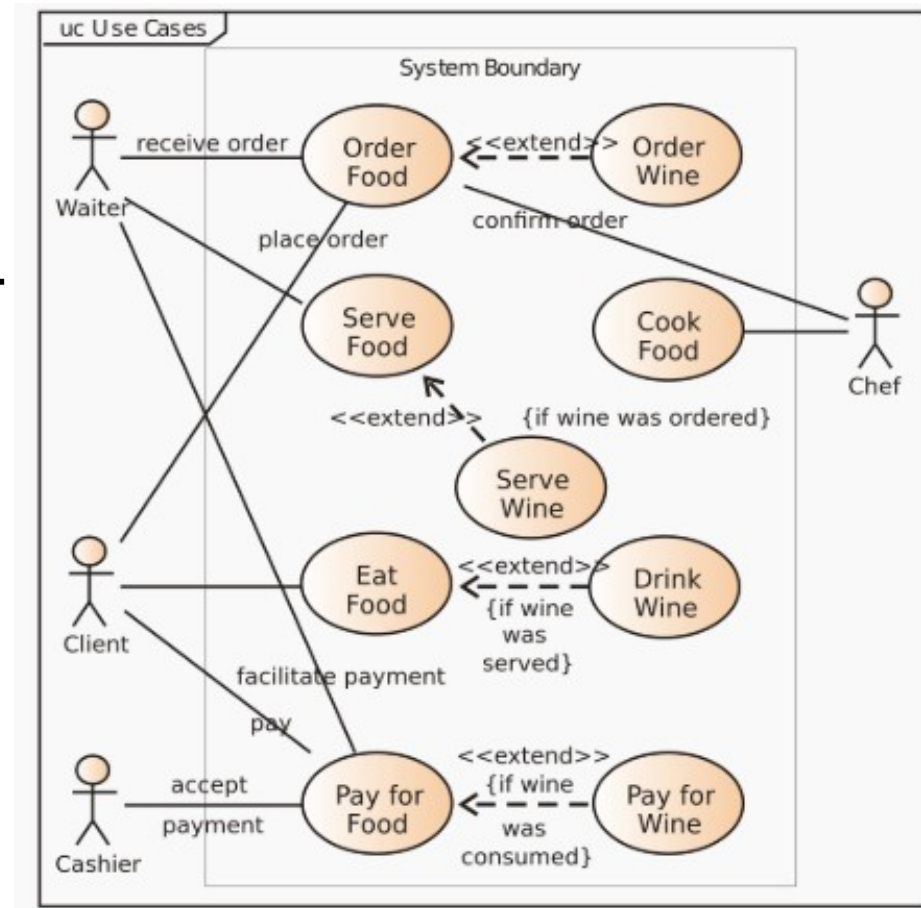 uc Use Cases
System Boundary
receive order
Order
Food
<<extend>>
Order
Wine
Waiter
place order
confirm order
Serve
Food
Cook
Food
Chef
<<extend>>
{if wine was ordered}
Serve
Wine
Eat
Food
<<extend>>
{if wine
was
served}
Drink
Wine
Client
facilitate payment
pay
accept
payment
Pay for
Food
<<extend>>
{if wine
was
consumed}
Pay for
Wine
Cashier